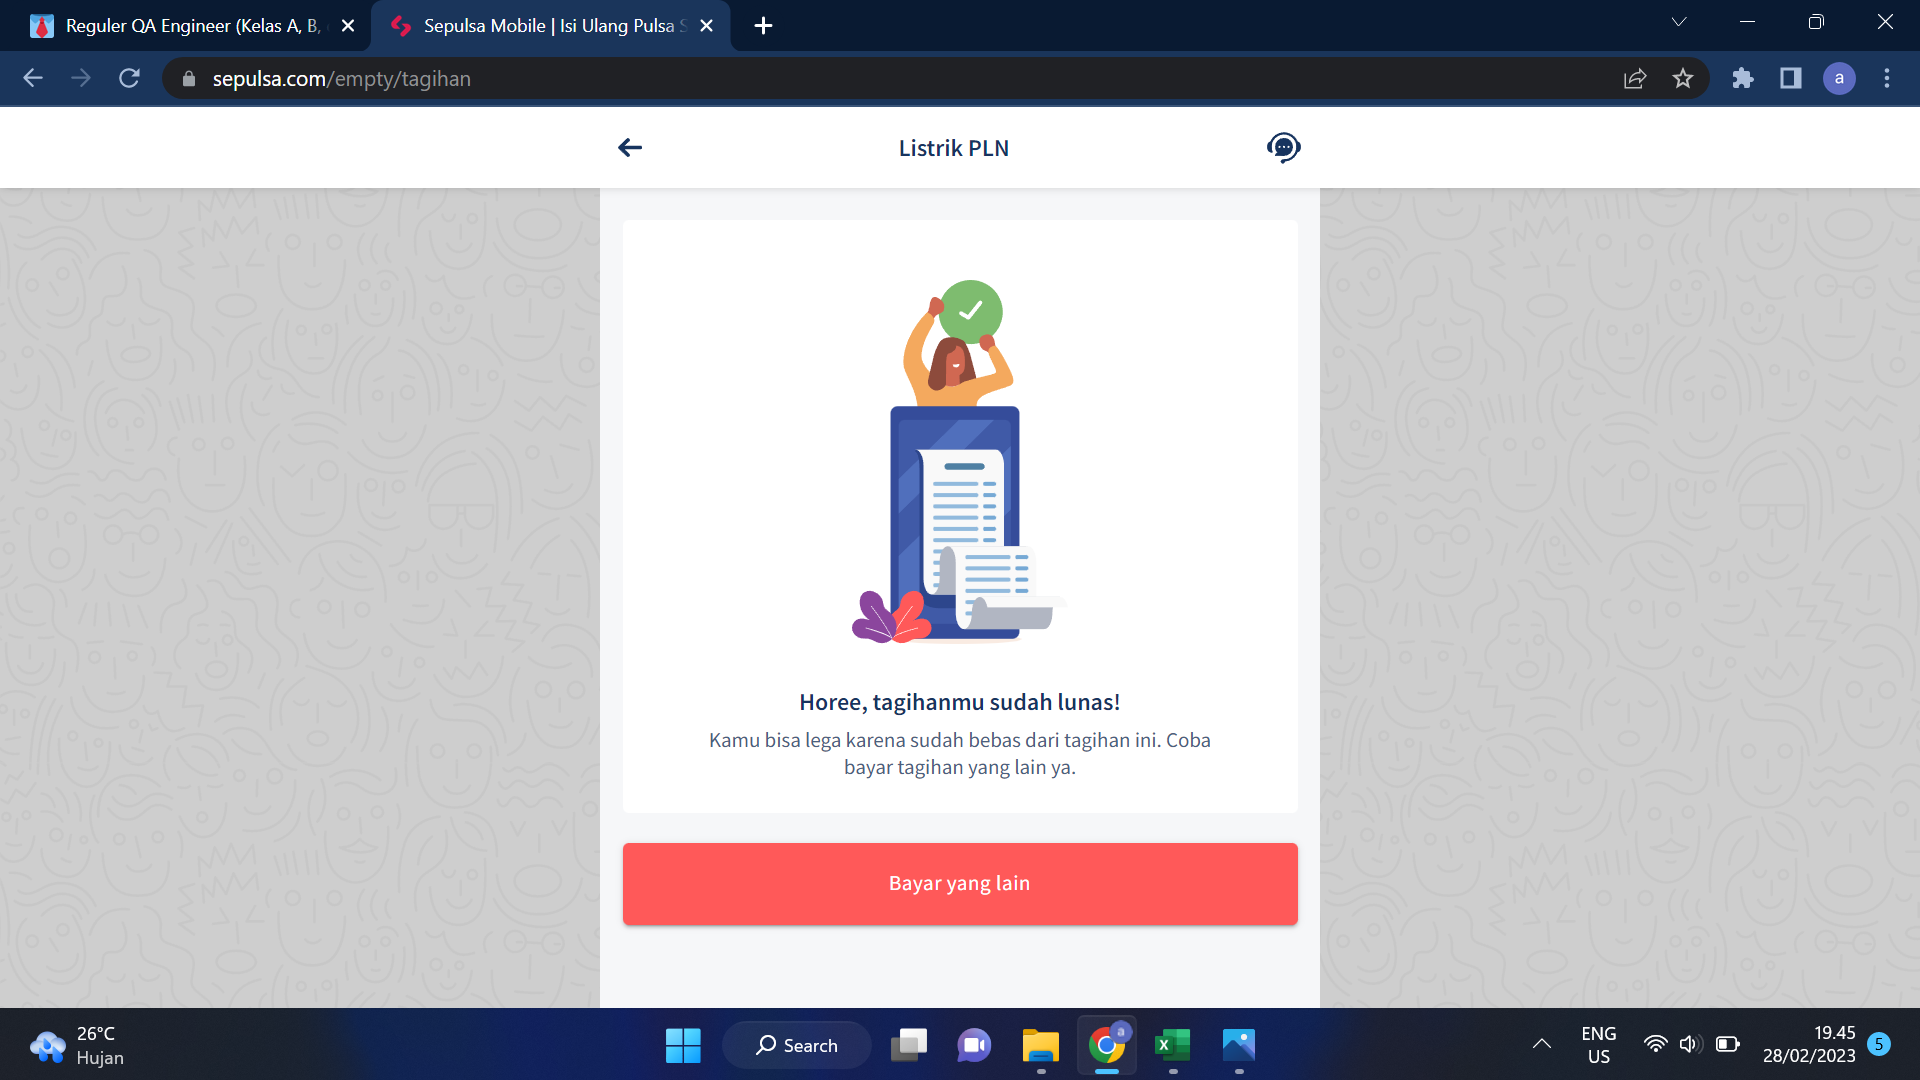 Reguler QA Engineer (Kelas A, B,
Sepulsa Mobile | Isi Ulang Pulsa S
sepulsa.com/empty/tagihan
a
Listrik PLN
Horee, tagihanmu sudah lunas!
Kamu bisa lega karena sudah bebas dari tagihan ini. Coba
bayar tagihan yang lain ya.
Bayar yang lain
26°C
Hujan
Search
a
ENG
US
19.45
28/02/2023
5